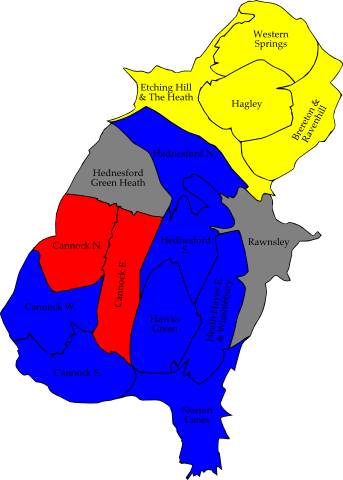 Western
Springs
Etching Hill
& The Heath
Hagley
Brereton &
Ravenhill
Hednesford N.
Hednesford
Green Heath
Hednesford
S.
Rawnsley
Cannock N.
Cannock E.
Heath Hayes E.
& Wimblebury
Cannock W.
Hawks
Green
Cannock S.
Norton
Canes